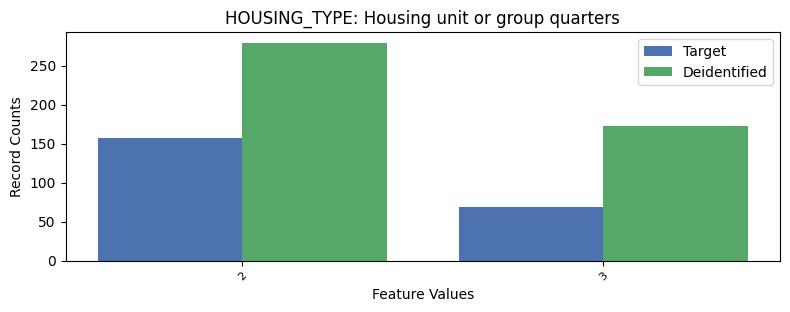 HOUSING_TYPE: Housing unit or group quarters
Target
Deidentified
Record Counts
250
200
150
100
50
0
2
3
Feature Values